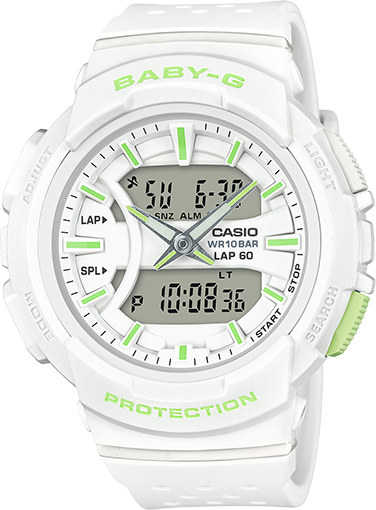 BABY-G
ADJUST
LIGHT
SU 6-30
SNZ ALM
LAP
CASIO
WR10BAR
LAP 60
SPL
LT
P 10:08 36
START STOP
MODE
SEARCH
PROTECTION